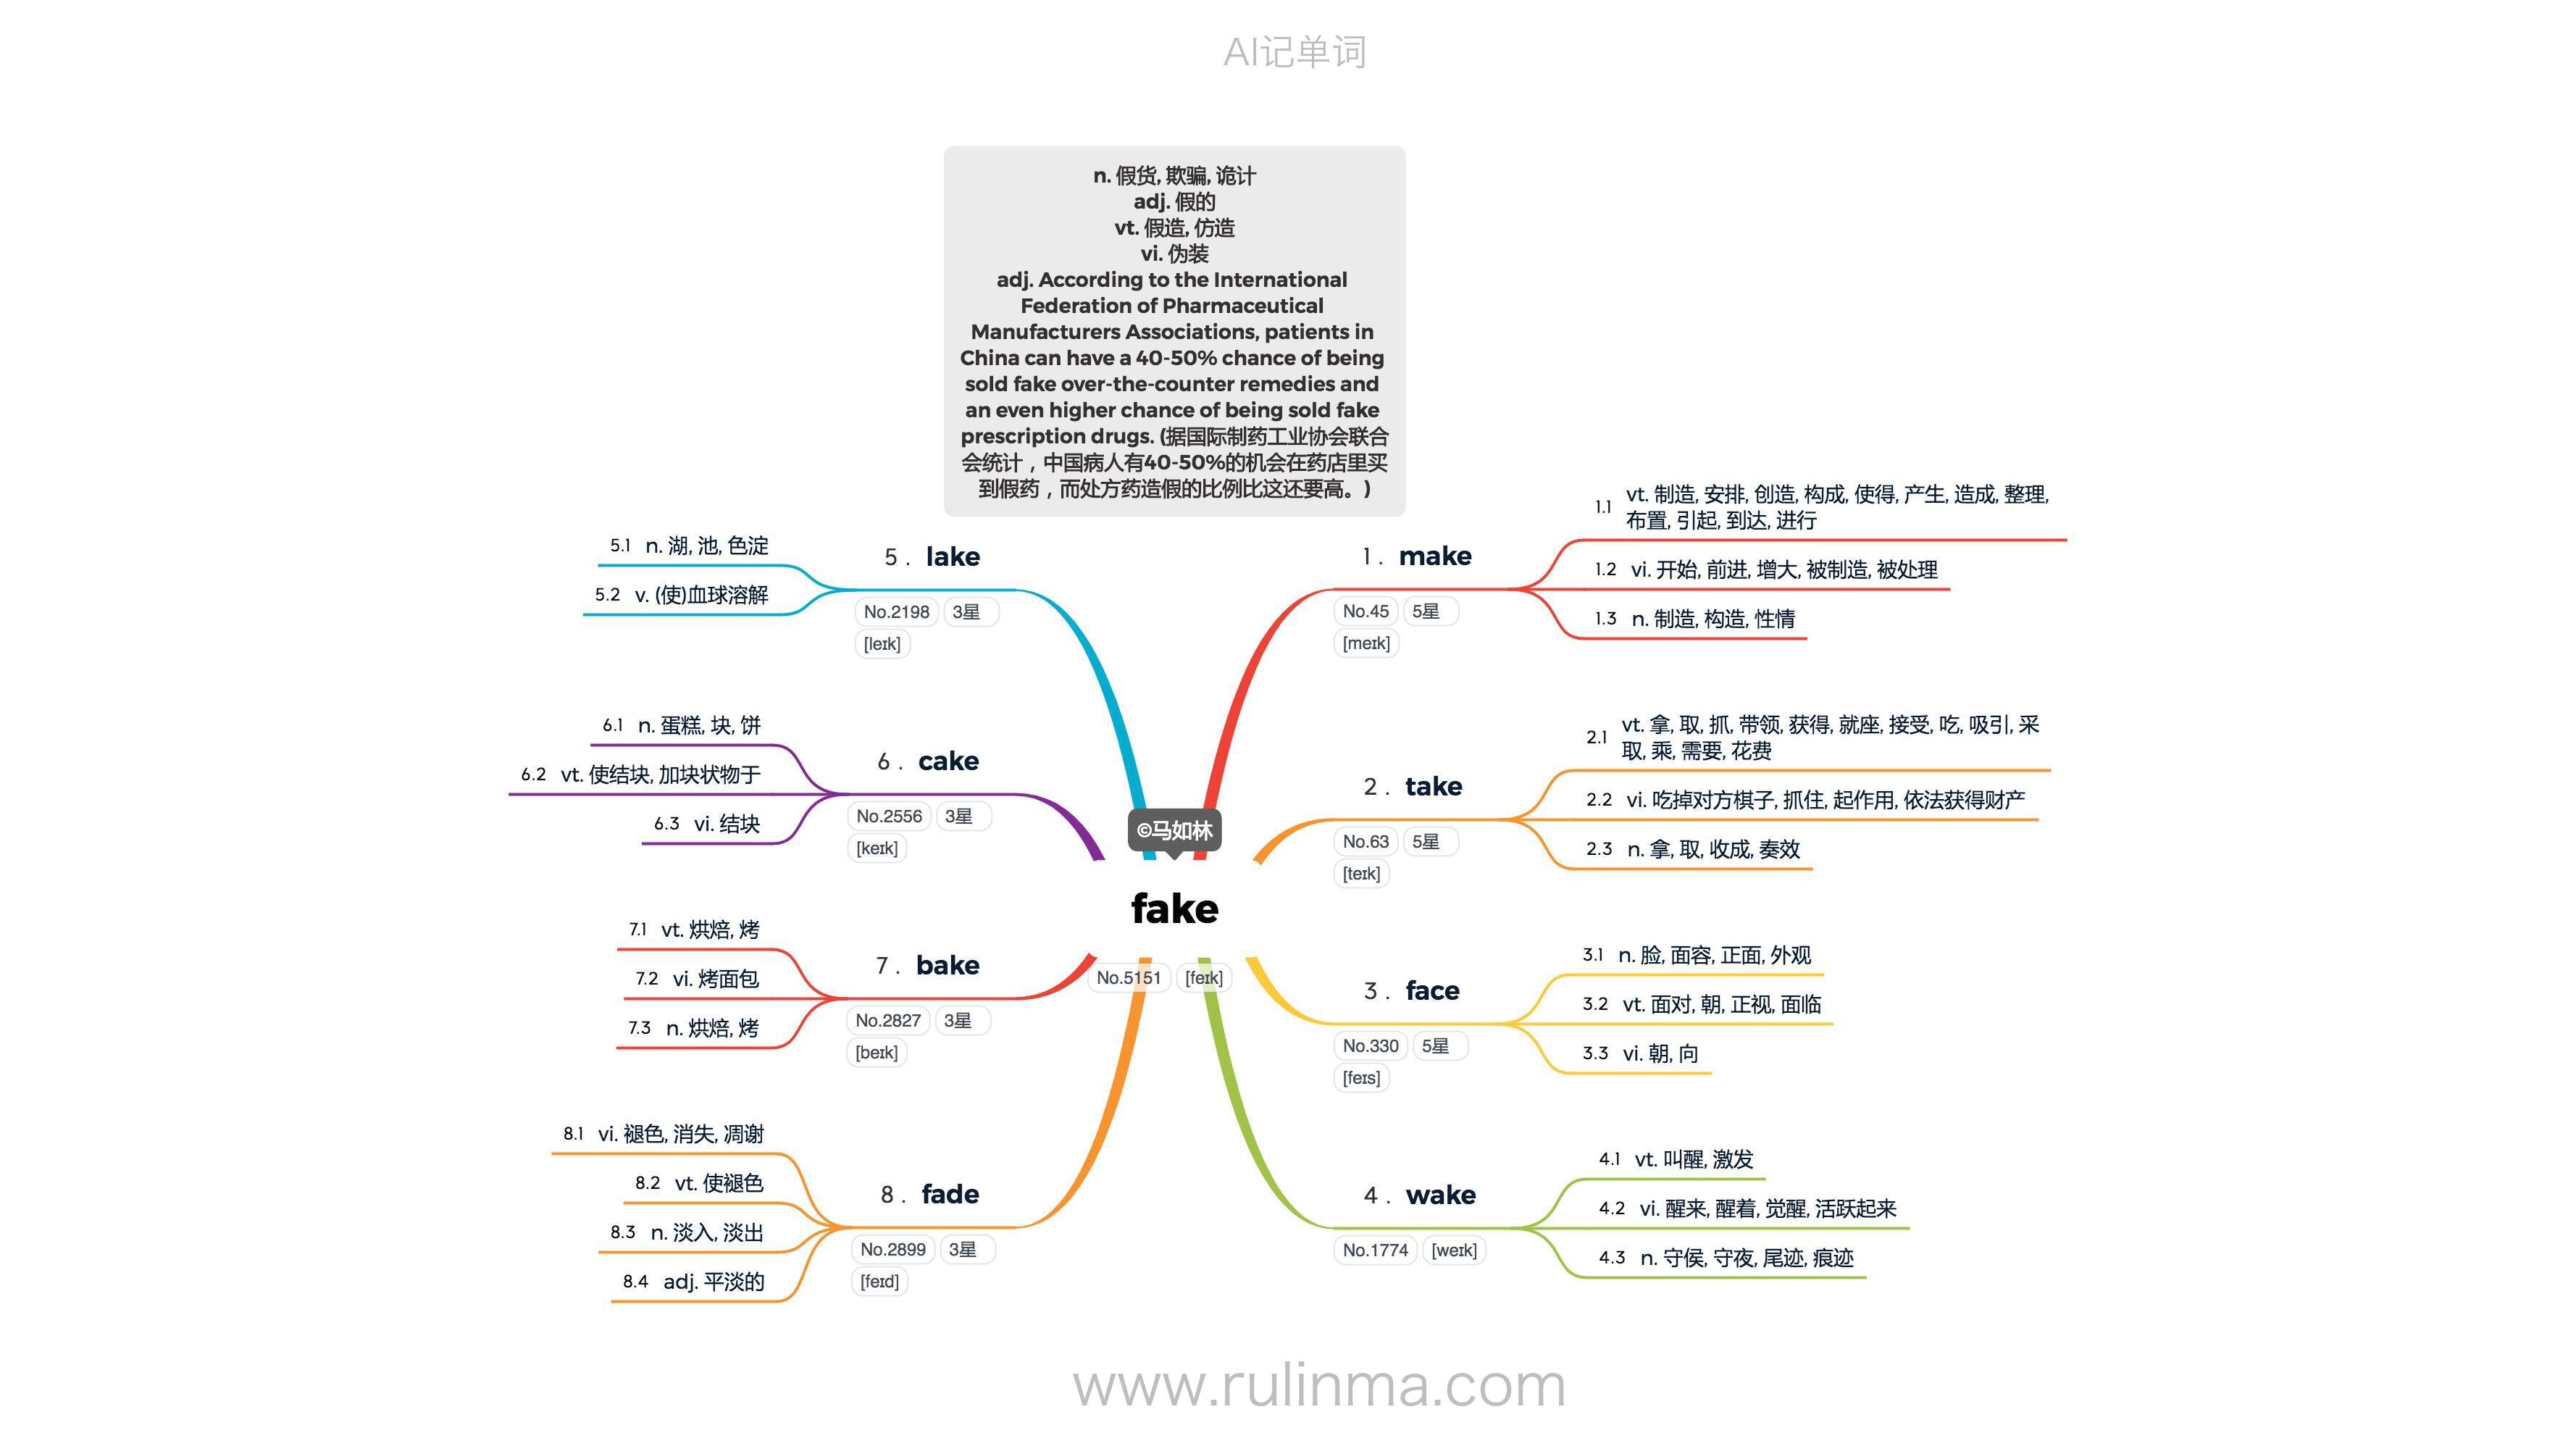 AI记单词
n. 假货, 欺骗, 诡计
adj. 假的
vt. 假造, 仿造
vi. 伪装
adj. According to the International
Federation of Pharmaceutical
Manufacturers Associations, patients in
China can have a 40-50% chance of being
sold fake over-the-counter remedies and
an even higher chance of being sold fake
prescription drugs. (据国际制药工业协会联合
会统计，中国病人有40-50%的机会在药店里买
到假药，而处方药造假的比例比这还要高。)
©马如林
fake
No.5151 [feɪk]
1. make
No.45 5星
[meɪk]
1.1 vt. 制造, 安排, 创造, 构成, 使得, 产生, 造成, 整理,
布置, 引起, 到达, 进行
1.2 vi. 开始, 前进, 增大, 被制造, 被处理
1.3 n. 制造, 构造, 性情
2. take
No.63 5星
[teɪk]
2.1 vt. 拿, 取, 抓, 带领, 获得, 就座, 接受, 吃, 吸引, 采
取, 乘, 需要, 花费
2.2 vi. 吃掉对方棋子, 抓住, 起作用, 依法获得财产
2.3 n. 拿, 取, 收成, 奏效
3. face
No.330 5星
[feɪs]
3.1 n. 脸, 面容, 正面, 外观
3.2 vt. 面对, 朝, 正视, 面临
3.3 vi. 朝, 向
4. wake
No.1774 [weɪk]
4.1 vt. 叫醒, 激发
4.2 vi. 醒来, 醒着, 觉醒, 活跃起来
4.3 n. 守侯, 守夜, 尾迹, 痕迹
5. lake
No.2198 3星
[leɪk]
5.1 n. 湖, 池, 色淀
5.2 v. (使)血球溶解
6. cake
No.2556 3星
[keɪk]
6.1 n. 蛋糕, 块, 饼
6.2 vt. 使结块, 加块状物于
6.3 vi. 结块
7. bake
No.2827 3星
[beɪk]
7.1 vt. 烘焙, 烤
7.2 vi. 烤面包
7.3 n. 烘焙, 烤
8. fade
No.2899 3星
[feɪd]
8.1 vi. 褪色, 消失, 凋谢
8.2 vt. 使褪色
8.3 n. 淡入, 淡出
8.4 adj. 平淡的
www.rulinma.com